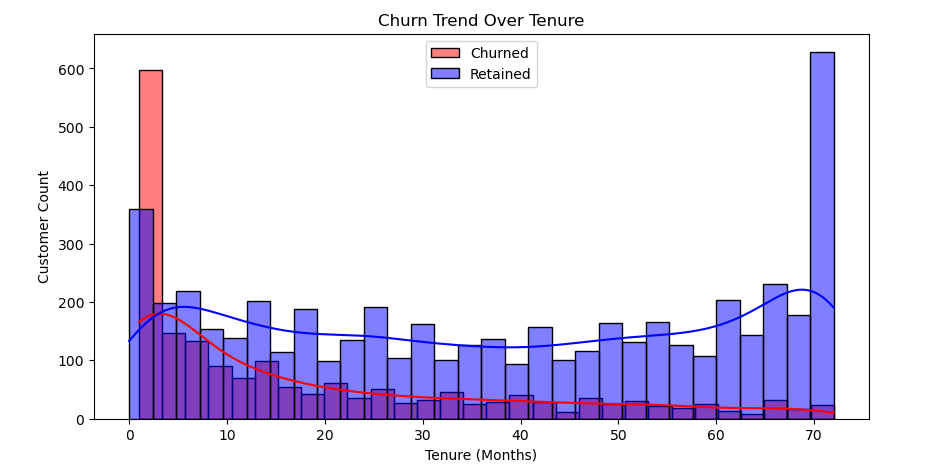 Churn Trend Over Tenure
Churned
Retained
Customer Count
600
500
400
300
200
100
0
0 10 20 30 40 50 60 70
Tenure (Months)